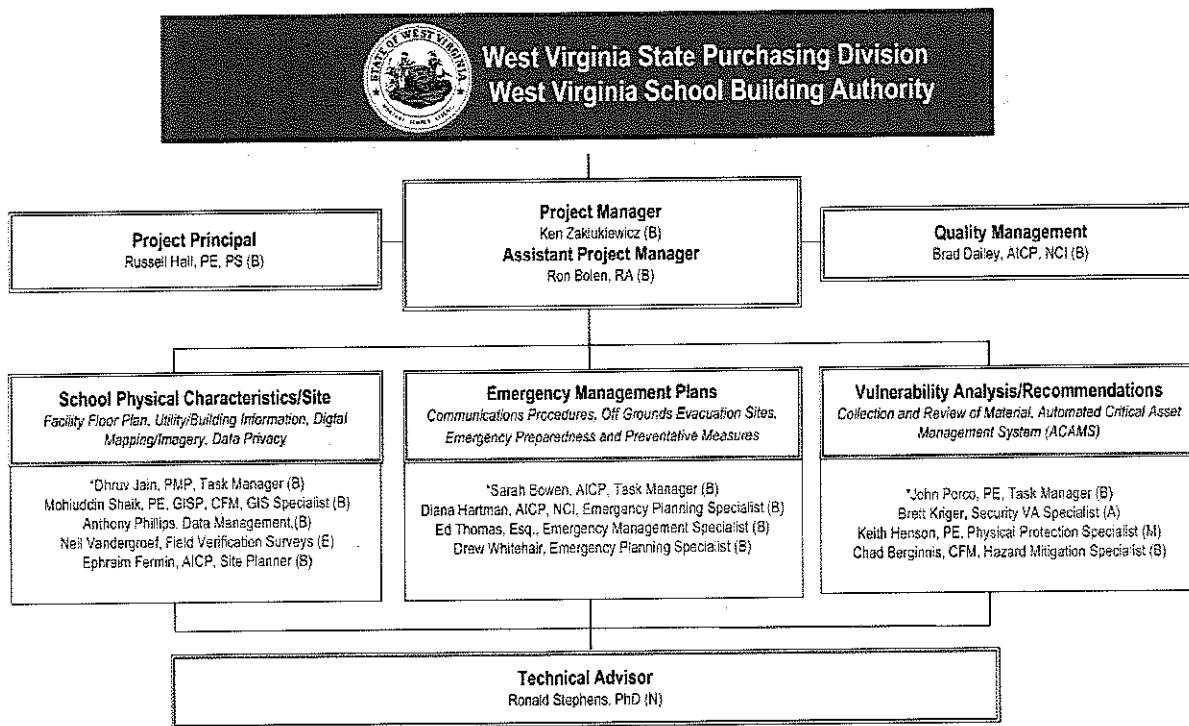 STATE OF WEST VIRGINIA
West Virginia State Purchasing Division
West Virginia School Building Authority
Project Principal
Russell Hall, PE, PS (B)
Project Manager
Ken Zaklukiewicz (B)
Assistant Project Manager
Ron Bolen, RA (B)
Quality Management
Brad Dailey, AICP, NCI (B)
School Physical Characteristics/Site
Facility Floor Plan, Utility/Building Information, Digtal
Mapping/Imagery, Data Privacy
*Dhruv Jain, PMP, Task Manager (B)
Mohiuddin Shaik, PE, GISP, CFM, GIS Specialist (B)
Anthony Phillips, Data Management,(B)
Neil Vandergroef, Field Verification Surveys (E)
Ephraim Fermin, AICP, Site Planner (B)
Emergency Management Plans
Communications Procedures, Off Grounds Evacuation Sites,
Emergency Preparedness and Preventative Measures
*Sarah Bowen, AICP, Task Manager (B)
Diana Hartman, AICP, NCI, Emergency Planning Specialist (B)
Ed Thomas, Esq., Emergency Management Specialist (B)
Drew Whitehair, Emergency Planning Specialist (B)
Vulnerability Analysis/Recommendations
Collection and Review of Material, Automated Critical Asset
Management System (ACAMS)
*John Porco, PE, Task Manager (B)
Brett Kriger, Security VA Specialist (A)
Keith Henson, PE, Physical Protection Specialist (M)
Chad Berginnis, CFM, Hazard Mitigation Specialist (B)
Technical Advisor
Ronald Stephens, PhD (N)